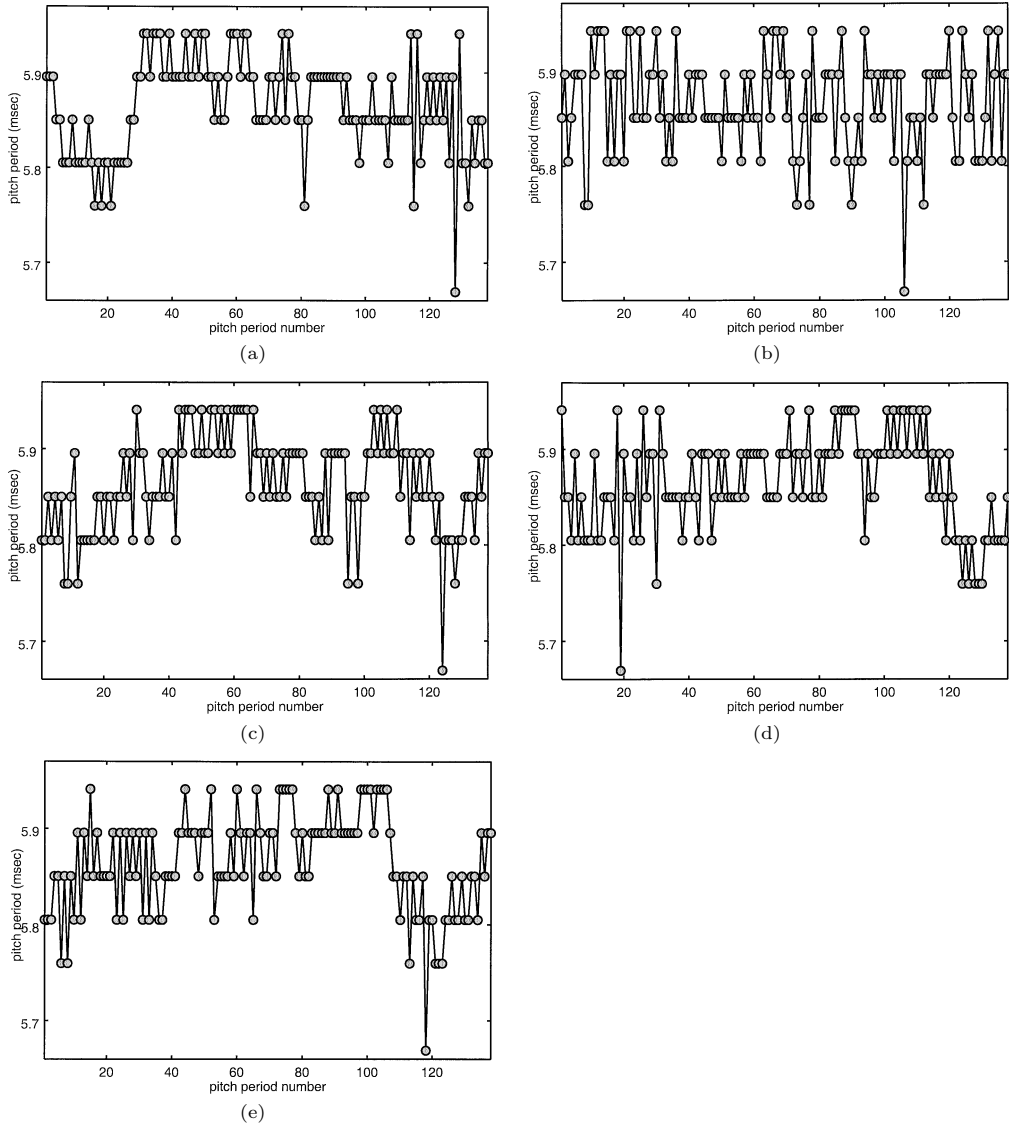 pitch period (msec)
5.9
5.8
5.7
20 40 60 80 100 120
pitch period number
(a)
pitch period (msec)
5.9
5.8
5.7
20 40 60 80 100 120
pitch period number
(b)
pitch period (msec)
5.9
5.8
5.7
20 40 60 80 100 120
pitch period number
(c)
pitch period (msec)
5.9
5.8
5.7
20 40 60 80 100 120
pitch period number
(d)
pitch period (msec)
5.9
5.8
5.7
20 40 60 80 100 120
pitch period number
(e)